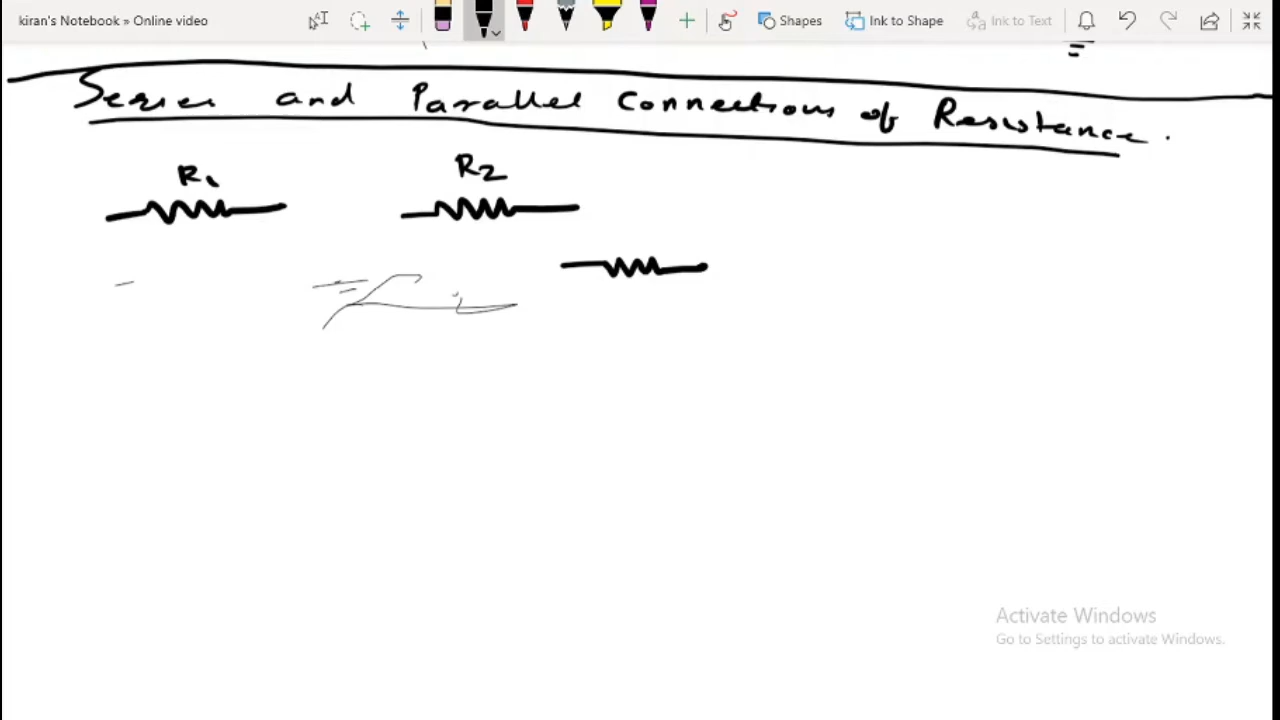 kiran's Notebook » Online video
Shapes
Ink to Shape
Ink to Text
Series and Parallel Connections of Resistance.
R1
R2
Activate Windows
Go to Settings to activate Windows.